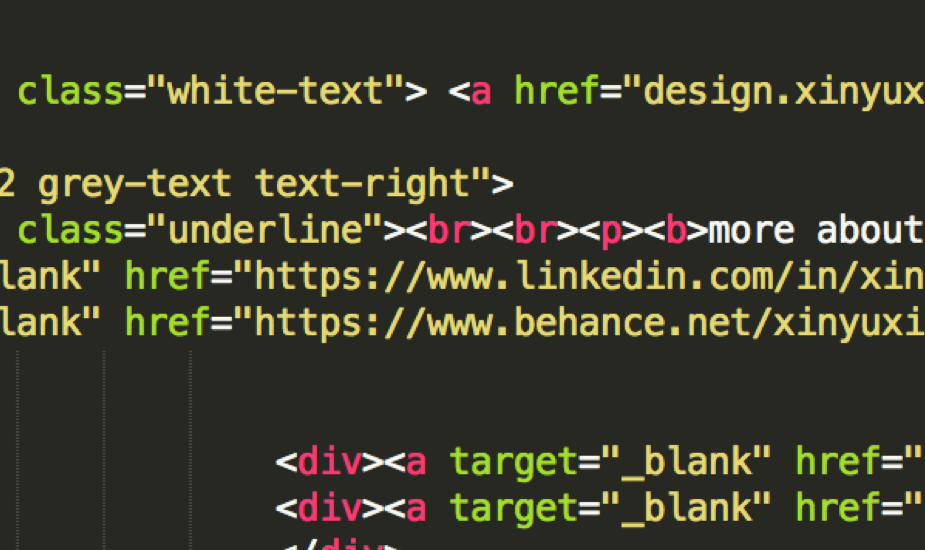 class="white-text"> <a href="design.xinyux
2 grey-text text-right">
class="underline"><br><br><p><b>more about
lank" href="https://www.linkedin.com/in/xin
lank" href="https://www.behance.net/xinyuxi
<div><a target="_blank" href="
<div><a target="_blank" href="
</div>